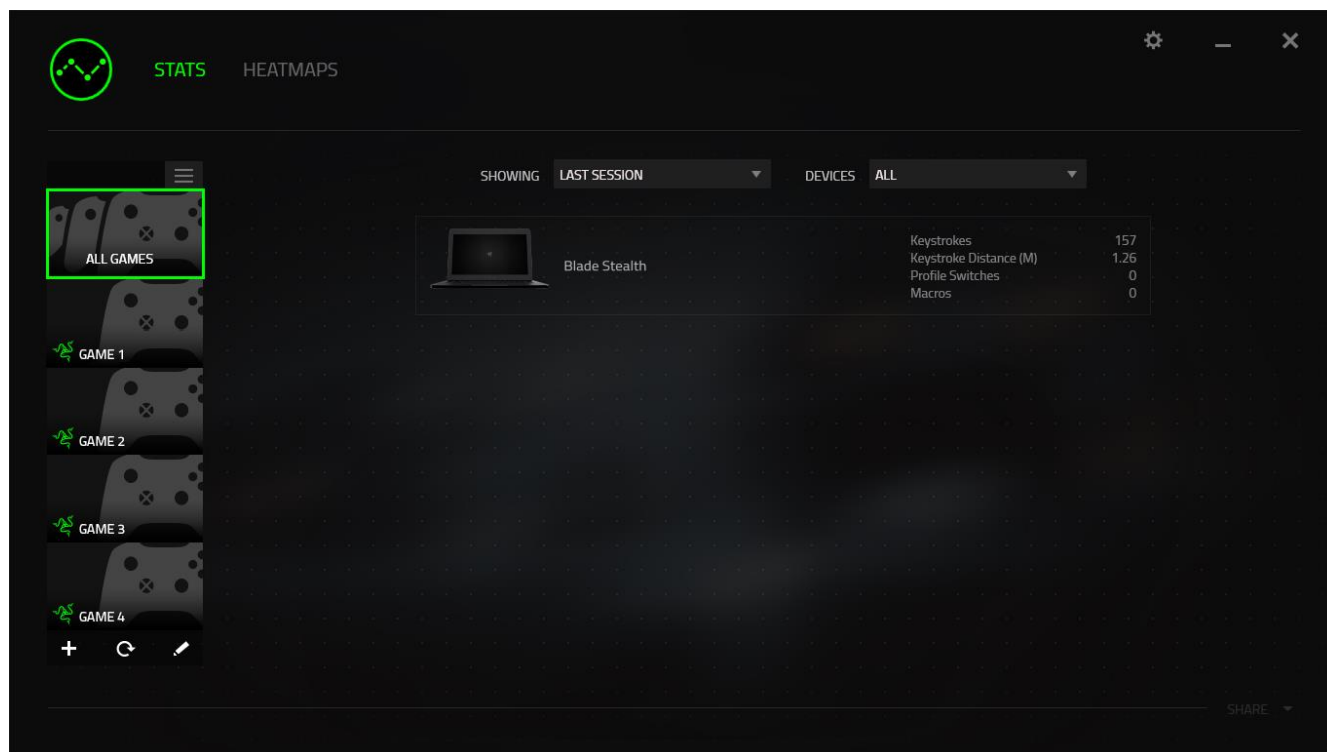 STATS HEATMAPS
SHOWING LAST SESSION DEVICES ALL
ALL GAMES
GAME 1
GAME 2
GAME 3
GAME 4
Blade Stealth
Keystrokes 157
Keystroke Distance (M) 1.26
Profile Switches 0
Macros 0
SHARE